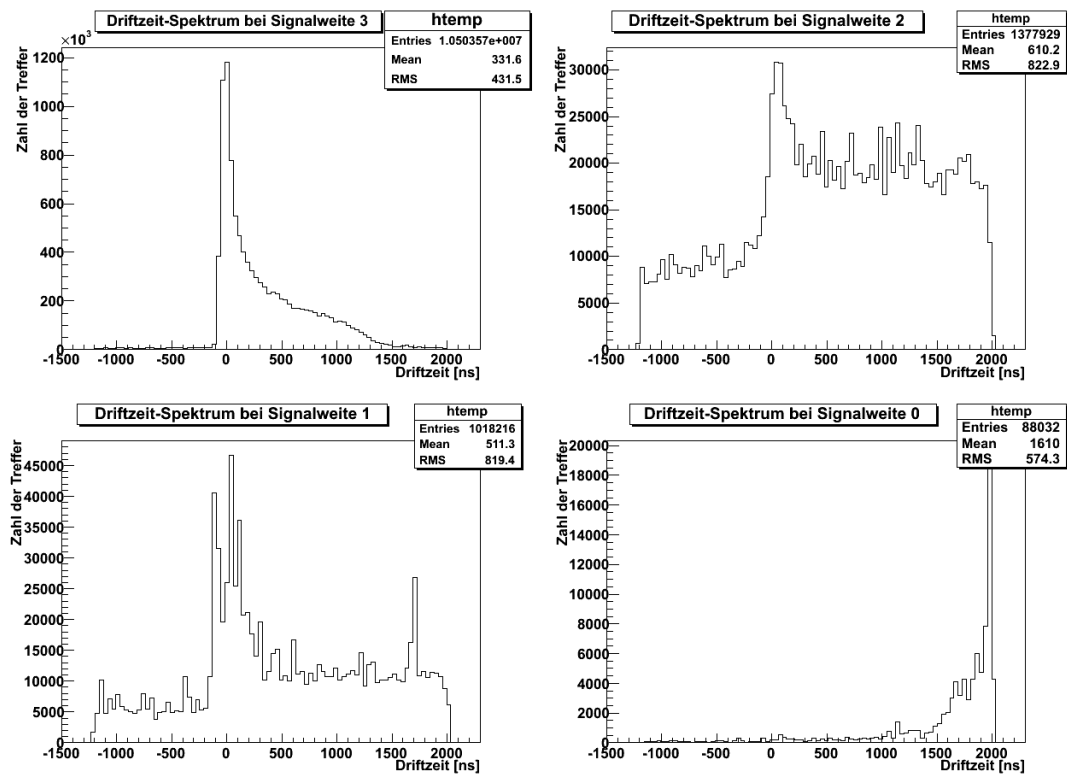 Driftzeit-Spektrum bei Signalweite 3
htemp
Entries 1.050357e+007
Mean 331.6
RMS 431.5
×10³
Zahl der Treffer
1200
1000
800
600
400
200
0
-1500 -1000 -500 0 500 1000 1500 2000
Driftzeit [ns]
Driftzeit-Spektrum bei Signalweite 2
htemp
Entries 1377929
Mean 610.2
RMS 822.9
Zahl der Treffer
30000
25000
20000
15000
10000
5000
0
-1500 -1000 -500 0 500 1000 1500 2000
Driftzeit [ns]
Driftzeit-Spektrum bei Signalweite 1
htemp
Entries 1018216
Mean 511.3
RMS 819.4
Zahl der Treffer
45000
40000
35000
30000
25000
20000
15000
10000
5000
0
-1500 -1000 -500 0 500 1000 1500 2000
Driftzeit [ns]
Driftzeit-Spektrum bei Signalweite 0
htemp
Entries 88032
Mean 1610
RMS 574.3
Zahl der Treffer
20000
18000
16000
14000
12000
10000
8000
6000
4000
2000
0
-1500 -1000 -500 0 500 1000 1500 2000
Driftzeit [ns]